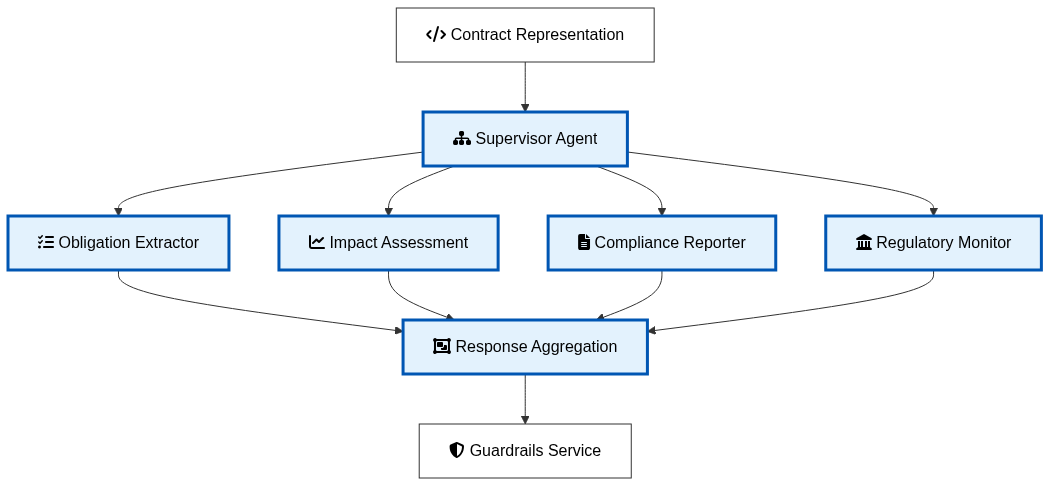 Contract Representation
Supervisor Agent
Obligation Extractor
Impact Assessment
Compliance Reporter
Regulatory Monitor
Response Aggregation
Guardrails Service